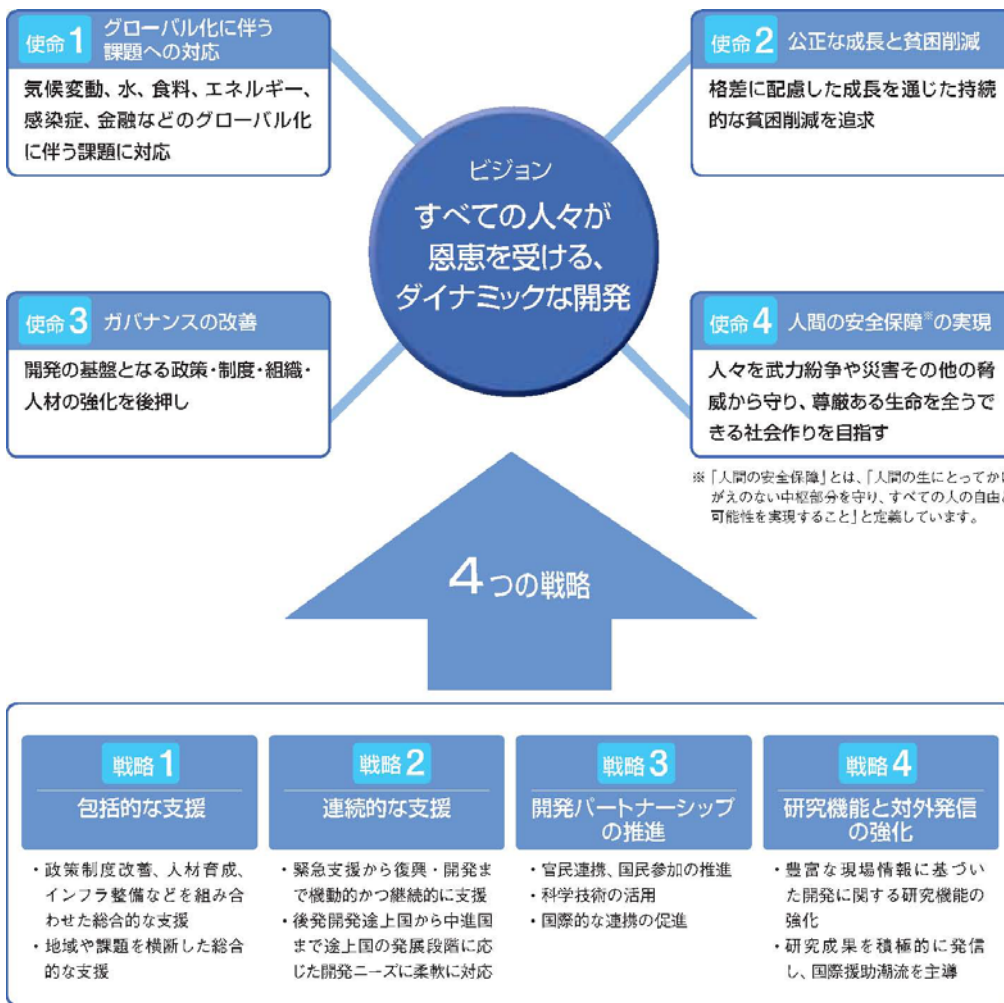 使命1 グローバル化に伴う
課題への対応
気候変動、水、食料、エネルギー、
感染症、金融などのグローバル化
に伴う課題に対応
使命2 公正な成長と貧困削減
格差に配慮した成長を通じた持続
的な貧困削減を追求
ビジョン
すべての人々が
恩恵を受ける、
ダイナミックな開発
使命3 ガバナンスの改善
開発の基盤となる政策・制度・組織・
人材の強化を後押し
使命4 人間の安全保障※の実現
人々を武力紛争や災害その他の脅
威から守り、尊厳ある生命を全うで
きる社会作りを目指す
※「人間の安全保障」とは、「人間の生にとってか
がえのない中枢部分を守り、すべての人の自由
可能性を実現すること」と定義しています。
4つの戦略
戦略1
包括的な支援
・政策制度改善、人材育成、
インフラ整備などを組み合
わせた総合的な支援
・地域や課題を横断した総合
的な支援
戦略2
連続的な支援
・緊急支援から復興・開発ま
で機動的かつ継続的に支援
・後発開発途上国から中進国
まで途上国の発展段階に応
じた開発ニーズに柔軟に対応
戦略3
開発パートナーシップ
の推進
・官民連携、国民参加の推進
・科学技術の活用
・国際的な連携の促進
戦略4
研究機能と対外発信
の強化
・豊富な現場情報に基づい
た開発に関する研究機能の
強化
・研究成果を積極的に発信
し、国際援助潮流を主導